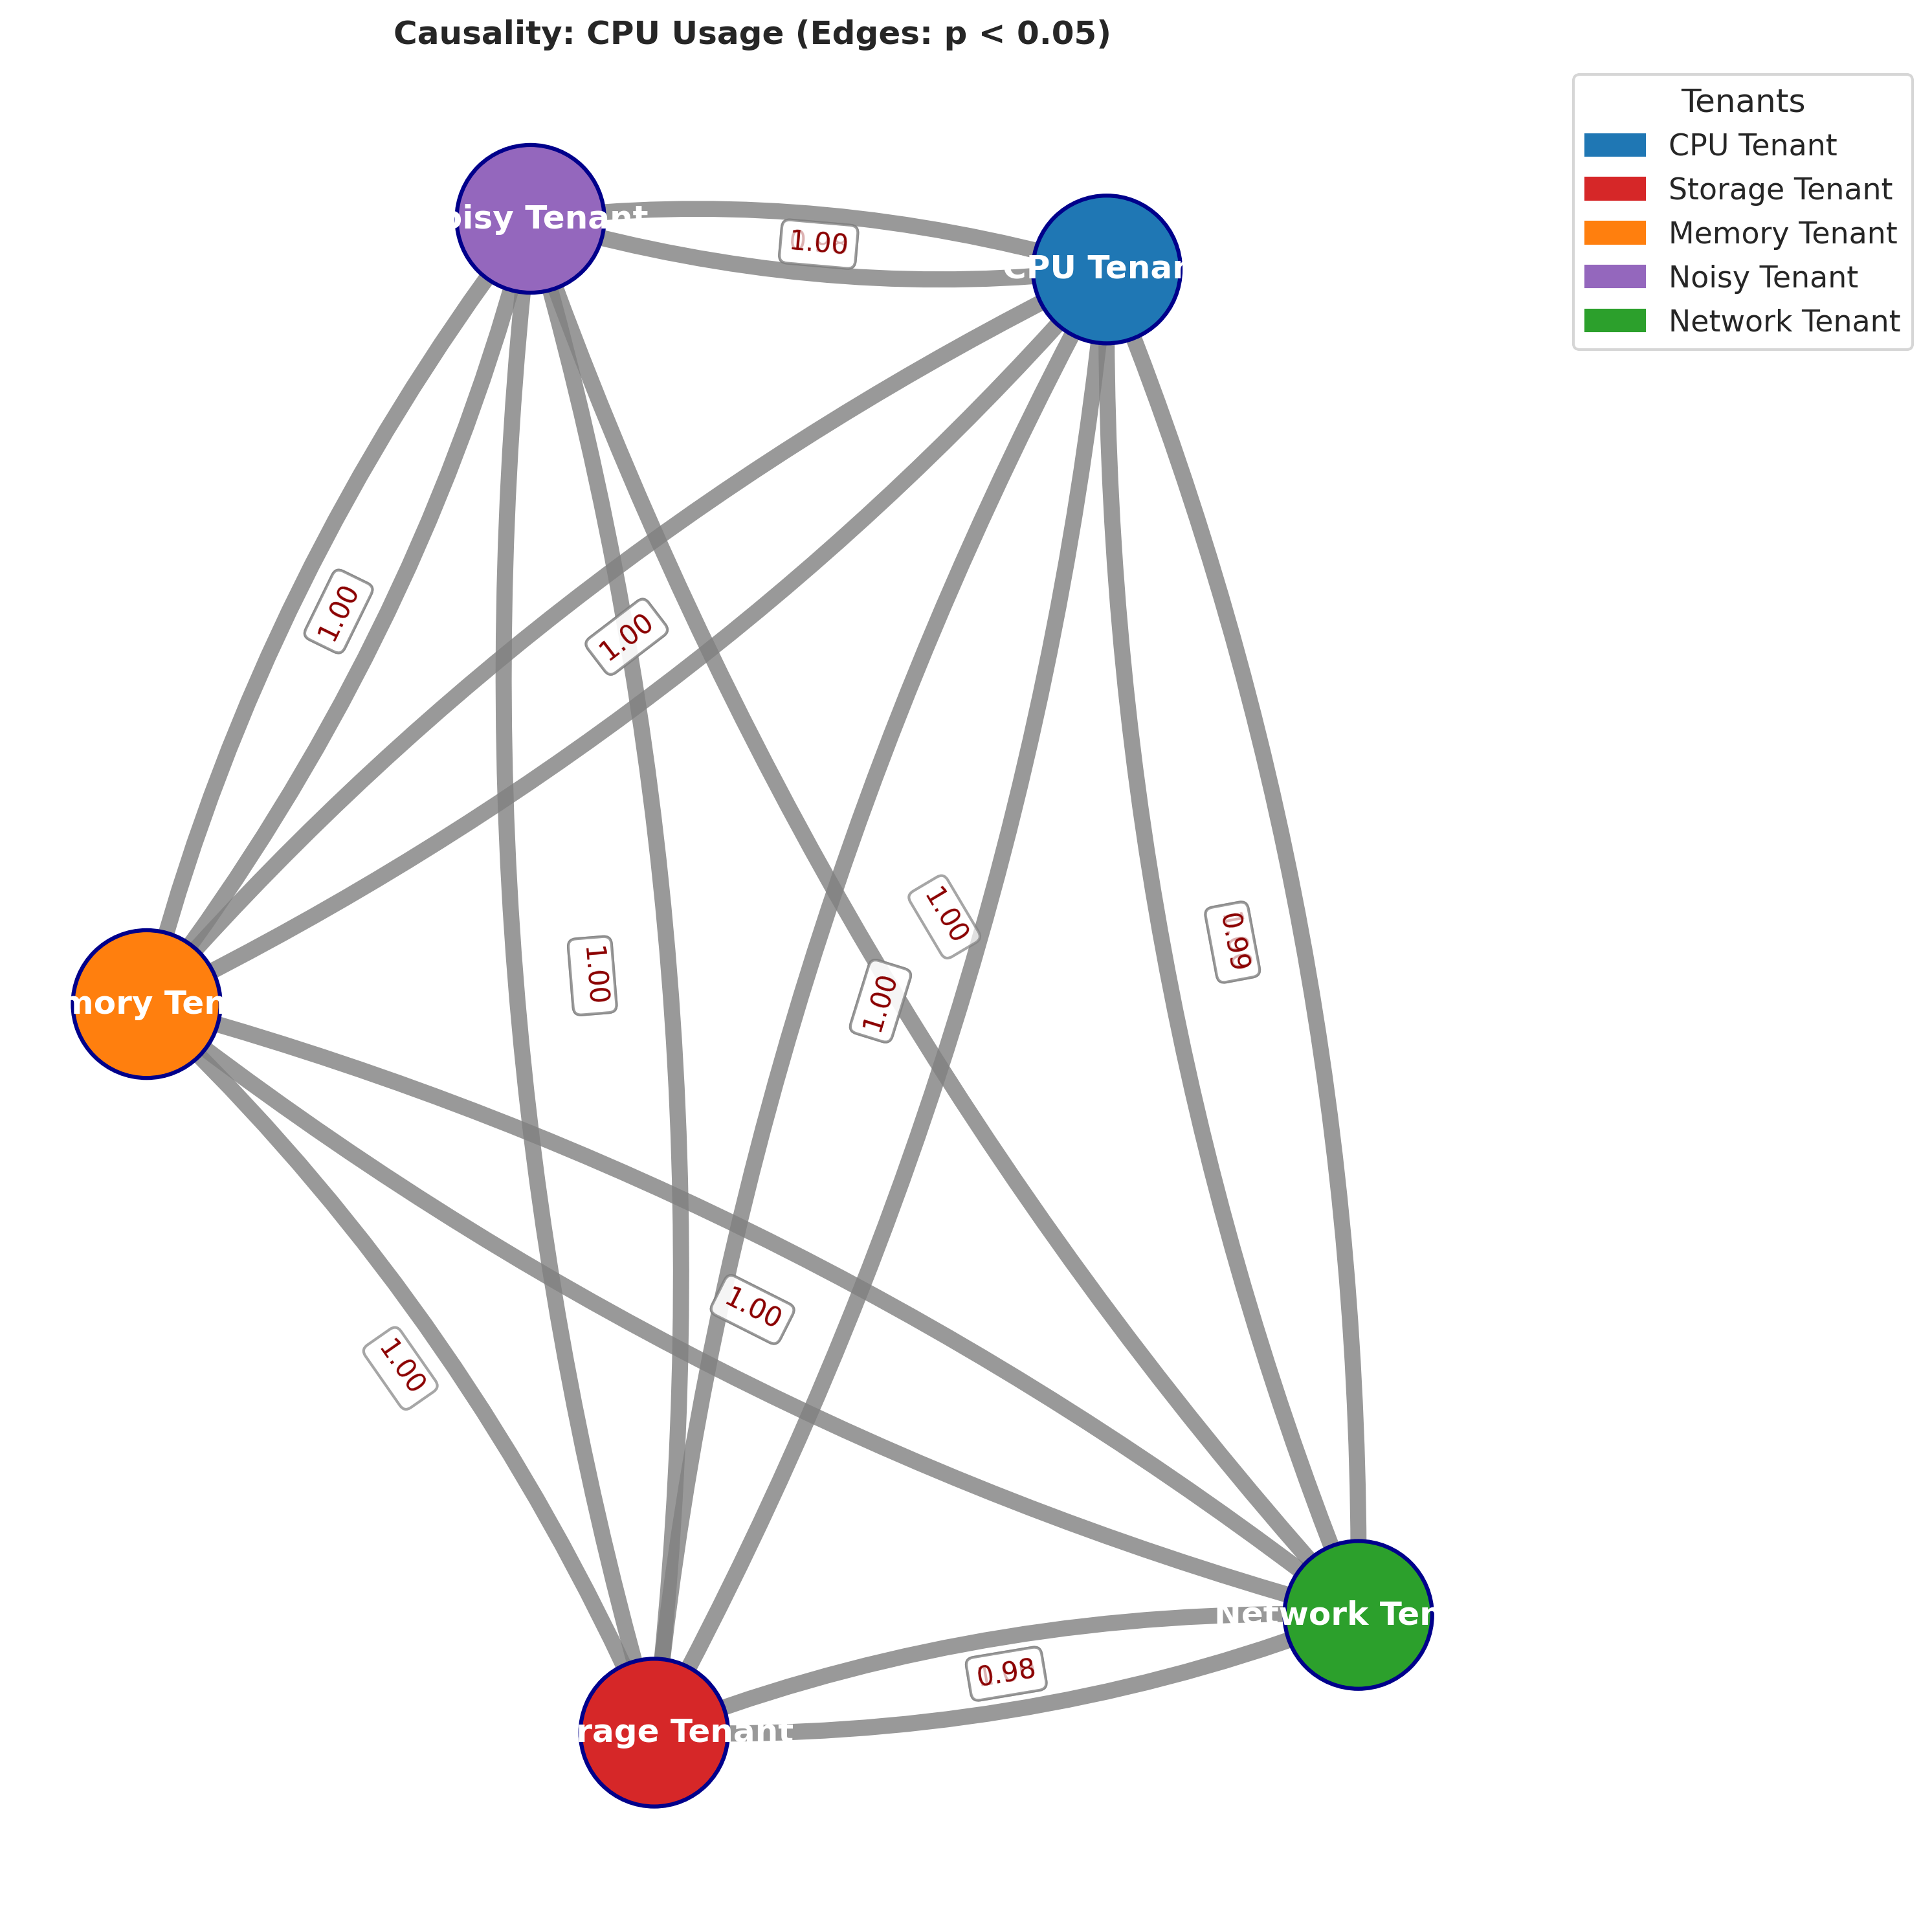 Causality: CPU Usage (Edges: p < 0.05)
Tenants
CPU Tenant
Storage Tenant
Memory Tenant
Noisy Tenant
Network Tenant
oisy Tenant
CPU Tenan
1.00
1.00
1.00
1.00
0.99
1.00
1.00
mory Ten
1.00
1.00
Network Ten
0.98
rage Tenant